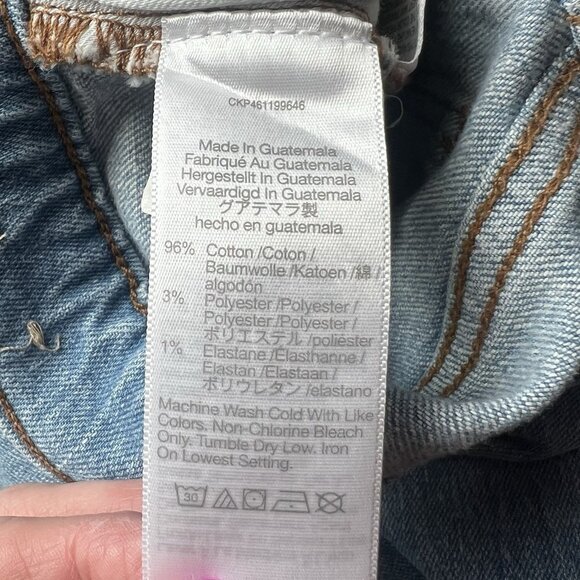 CKP461199646
Made In Guatemala
Fabriqué Au Guatemala
Hergestellt In Guatemala
Vervaardigd In Guatemala
グアテマラ製
hecho en guatemala
96% Cotton /Coton /
Baumwolle /Katoen /綿 /
algodón
3% Polyester /Polyester /
Polyester /Polyester /
ポリエステル /poliéster
1% Elastane /Élasthanne /
Elastan /Elastaan /
ポリウレタン /elastano
Machine Wash Cold With Like
Colors. Non-Chlorine Bleach
Only. Tumble Dry Low. Iron
On Lowest Setting.
30